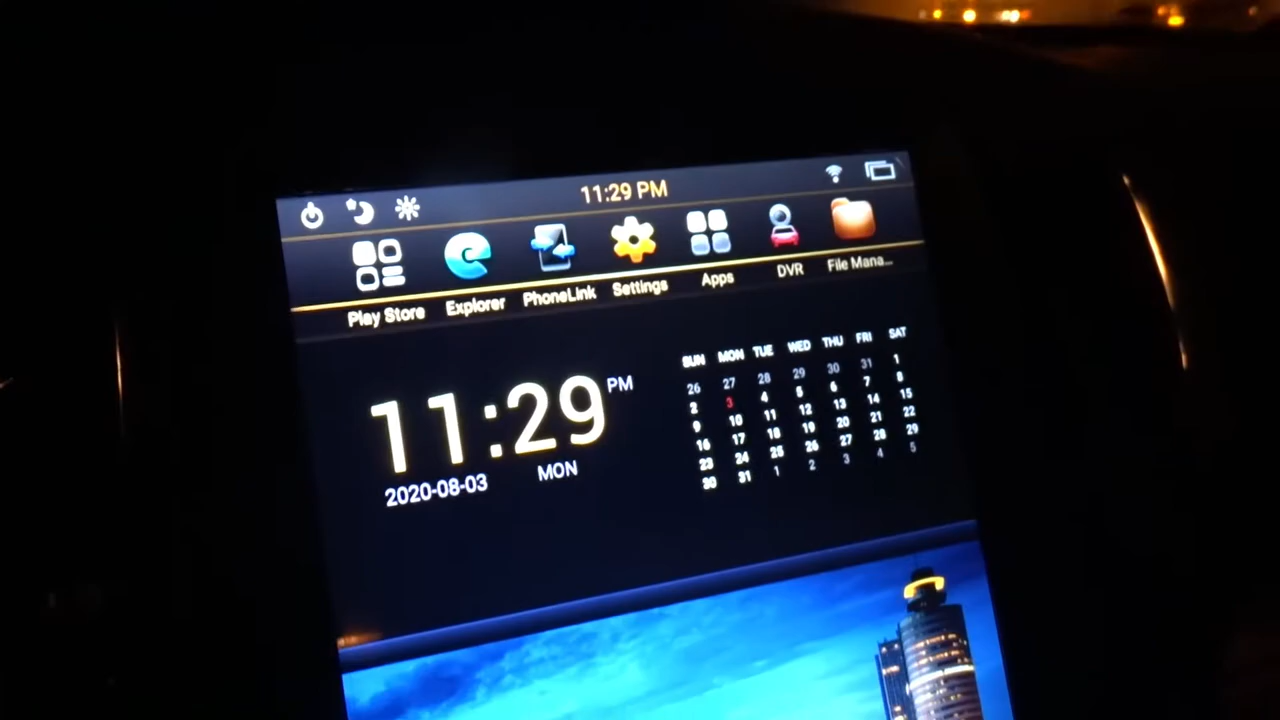 11:29 PM
Play Store Explorer PhoneLink Settings Apps DVR File Mana...
11:29 PM
2020-08-03 MON
SUN MON TUE WED THU FRI SAT
26 27 28 29 30 31 1
2 3 4 5 6 7 8
9 10 11 12 13 14 15
16 17 18 19 20 21 22
23 24 25 26 27 28 29
30 31 1 2 3 4 5